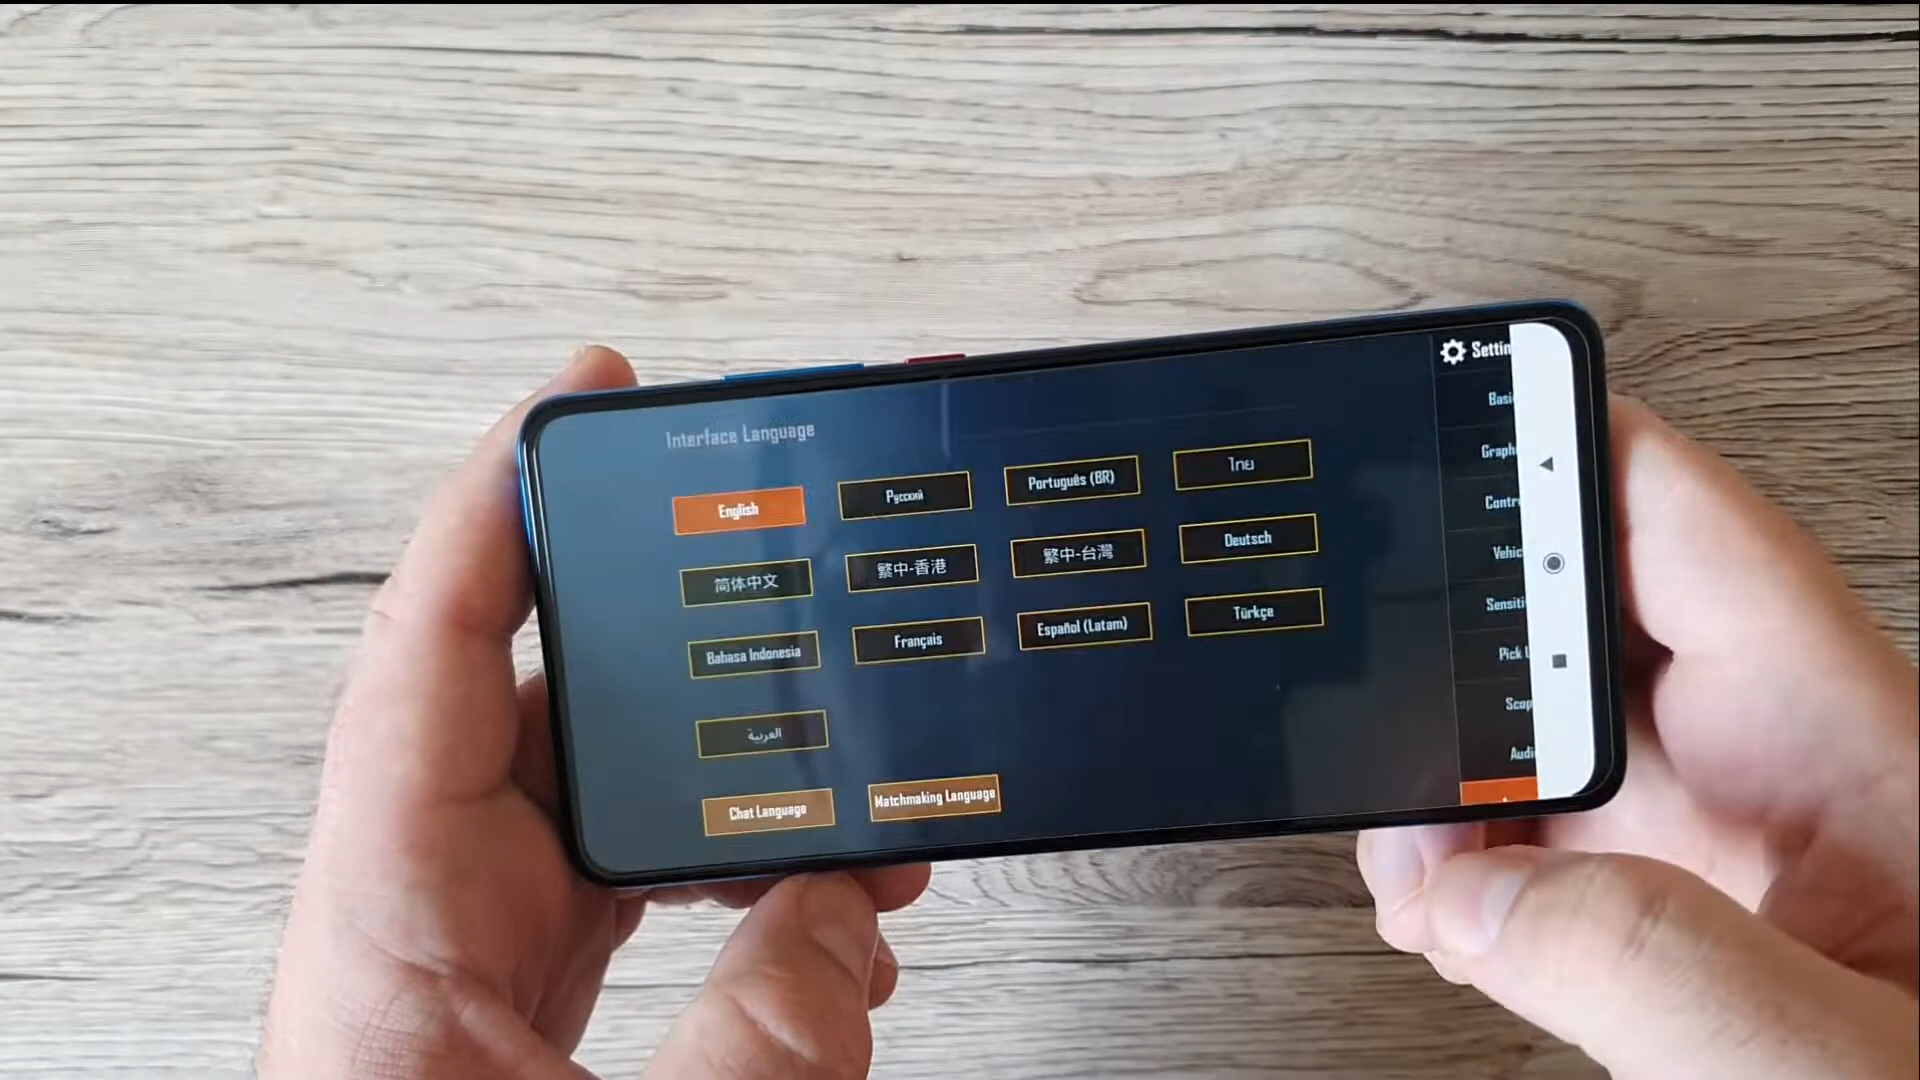 Interface Language
English
Русский
Português (BR)
ไทย
简体中文
繁中-香港
繁中-台灣
Deutsch
Bahasa Indonesia
Français
Español (Latam)
Türkçe
العربية
Chat Language
Matchmaking Language
Settin
Basi
Graph
Contr
Vehic
Sensiti
Pick
Scop
Audi